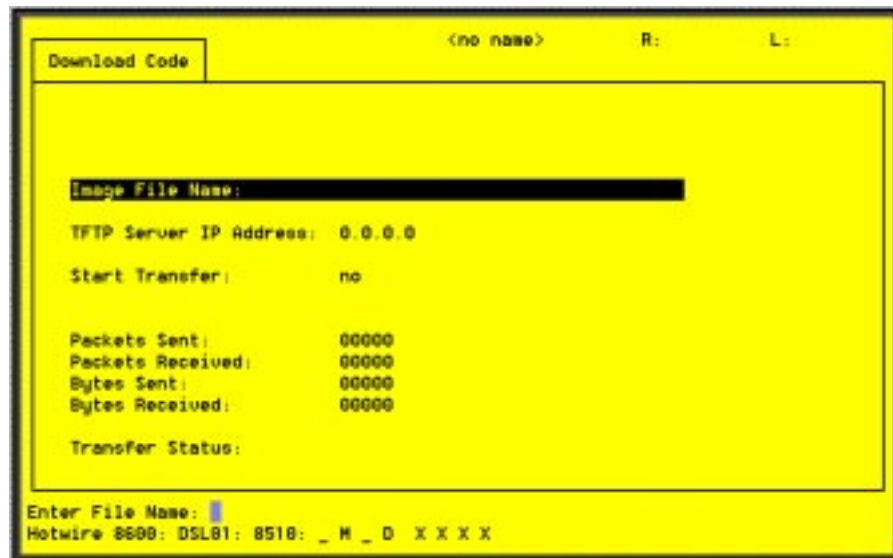 <no name> R: L:
Download Code
Image File Name:
TFTP Server IP Address: 0.0.0.0
Start Transfer: no
Packets Sent: 00000
Packets Received: 00000
Bytes Sent: 00000
Bytes Received: 00000
Transfer Status:
Enter File Name:
Hotwire 8600: DSL01: 8510: _ M _ D X X X X